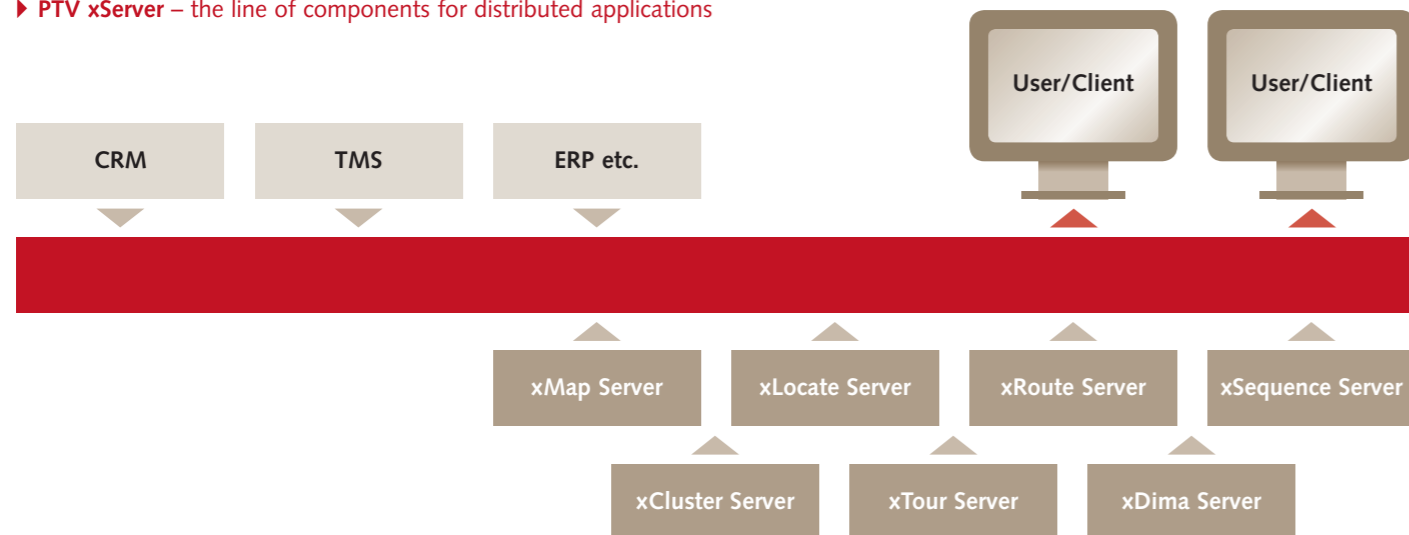 PTV xServer – the line of components for distributed applications
User/Client
User/Client
CRM
TMS
ERP etc.
xMap Server
xLocate Server
xRoute Server
xSequence Server
xCluster Server
xTour Server
xDima Server